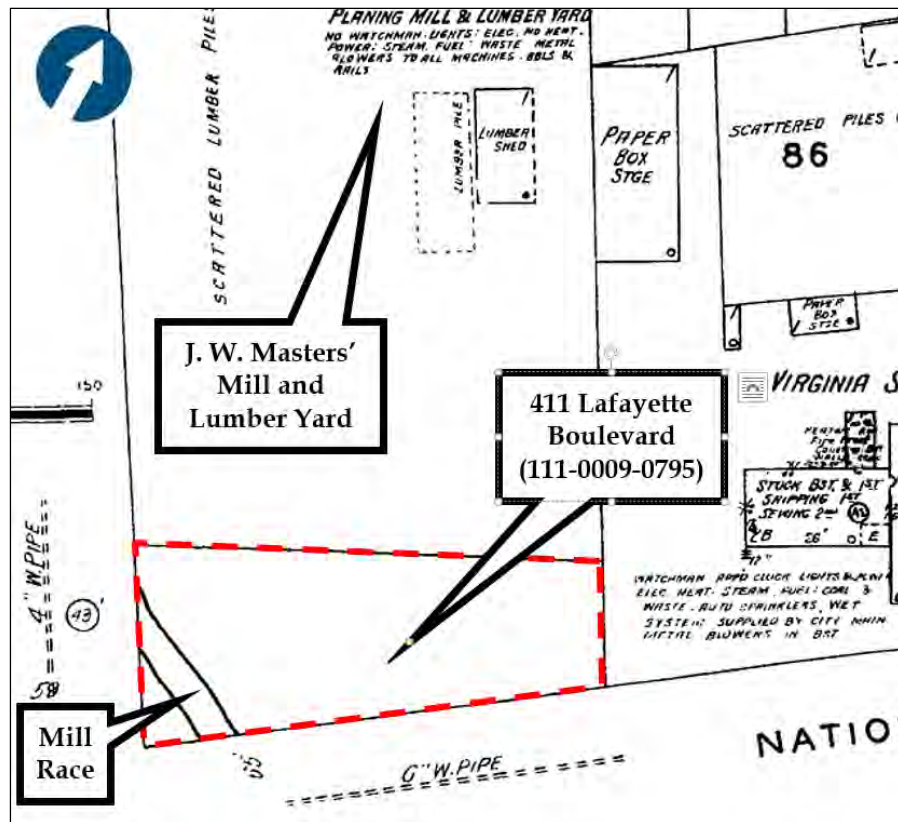 PLANING MILL & LUMBER YARD
NO WATCHMAN. LIGHTS: ELEC. NO HEAT.
POWER: STEAM. FUEL: WASTE METAL
BLOWERS TO ALL MACHINES. BBLS &
PAILS
SCATTERED LUMBER PILES
LUMBER PILE
LUMBER
SHED
PAPER
BOX
STGE
SCATTERED PILES
86
PAPER
BOX
STGE
J. W. Masters'
Mill and
Lumber Yard
150
411 Lafayette
Boulevard
(111-0009-0795)
VIRGINIA S
STOCK BST. & 1ST
SHIPPING 1ST
SEWING 2ND
26'
E
WATCHMAN APPD CLOCK LIGHTS &
ELEC. HEAT: STEAM, FUEL: COAL &
WASTE. AUTO SPRINKLERS, WET
SYSTEM: SUPPLIED BY CITY MAIN
METAL BLOWERS IN BST
4" W. PIPE
43'
Mill
Race
6" W. PIPE
NATIO